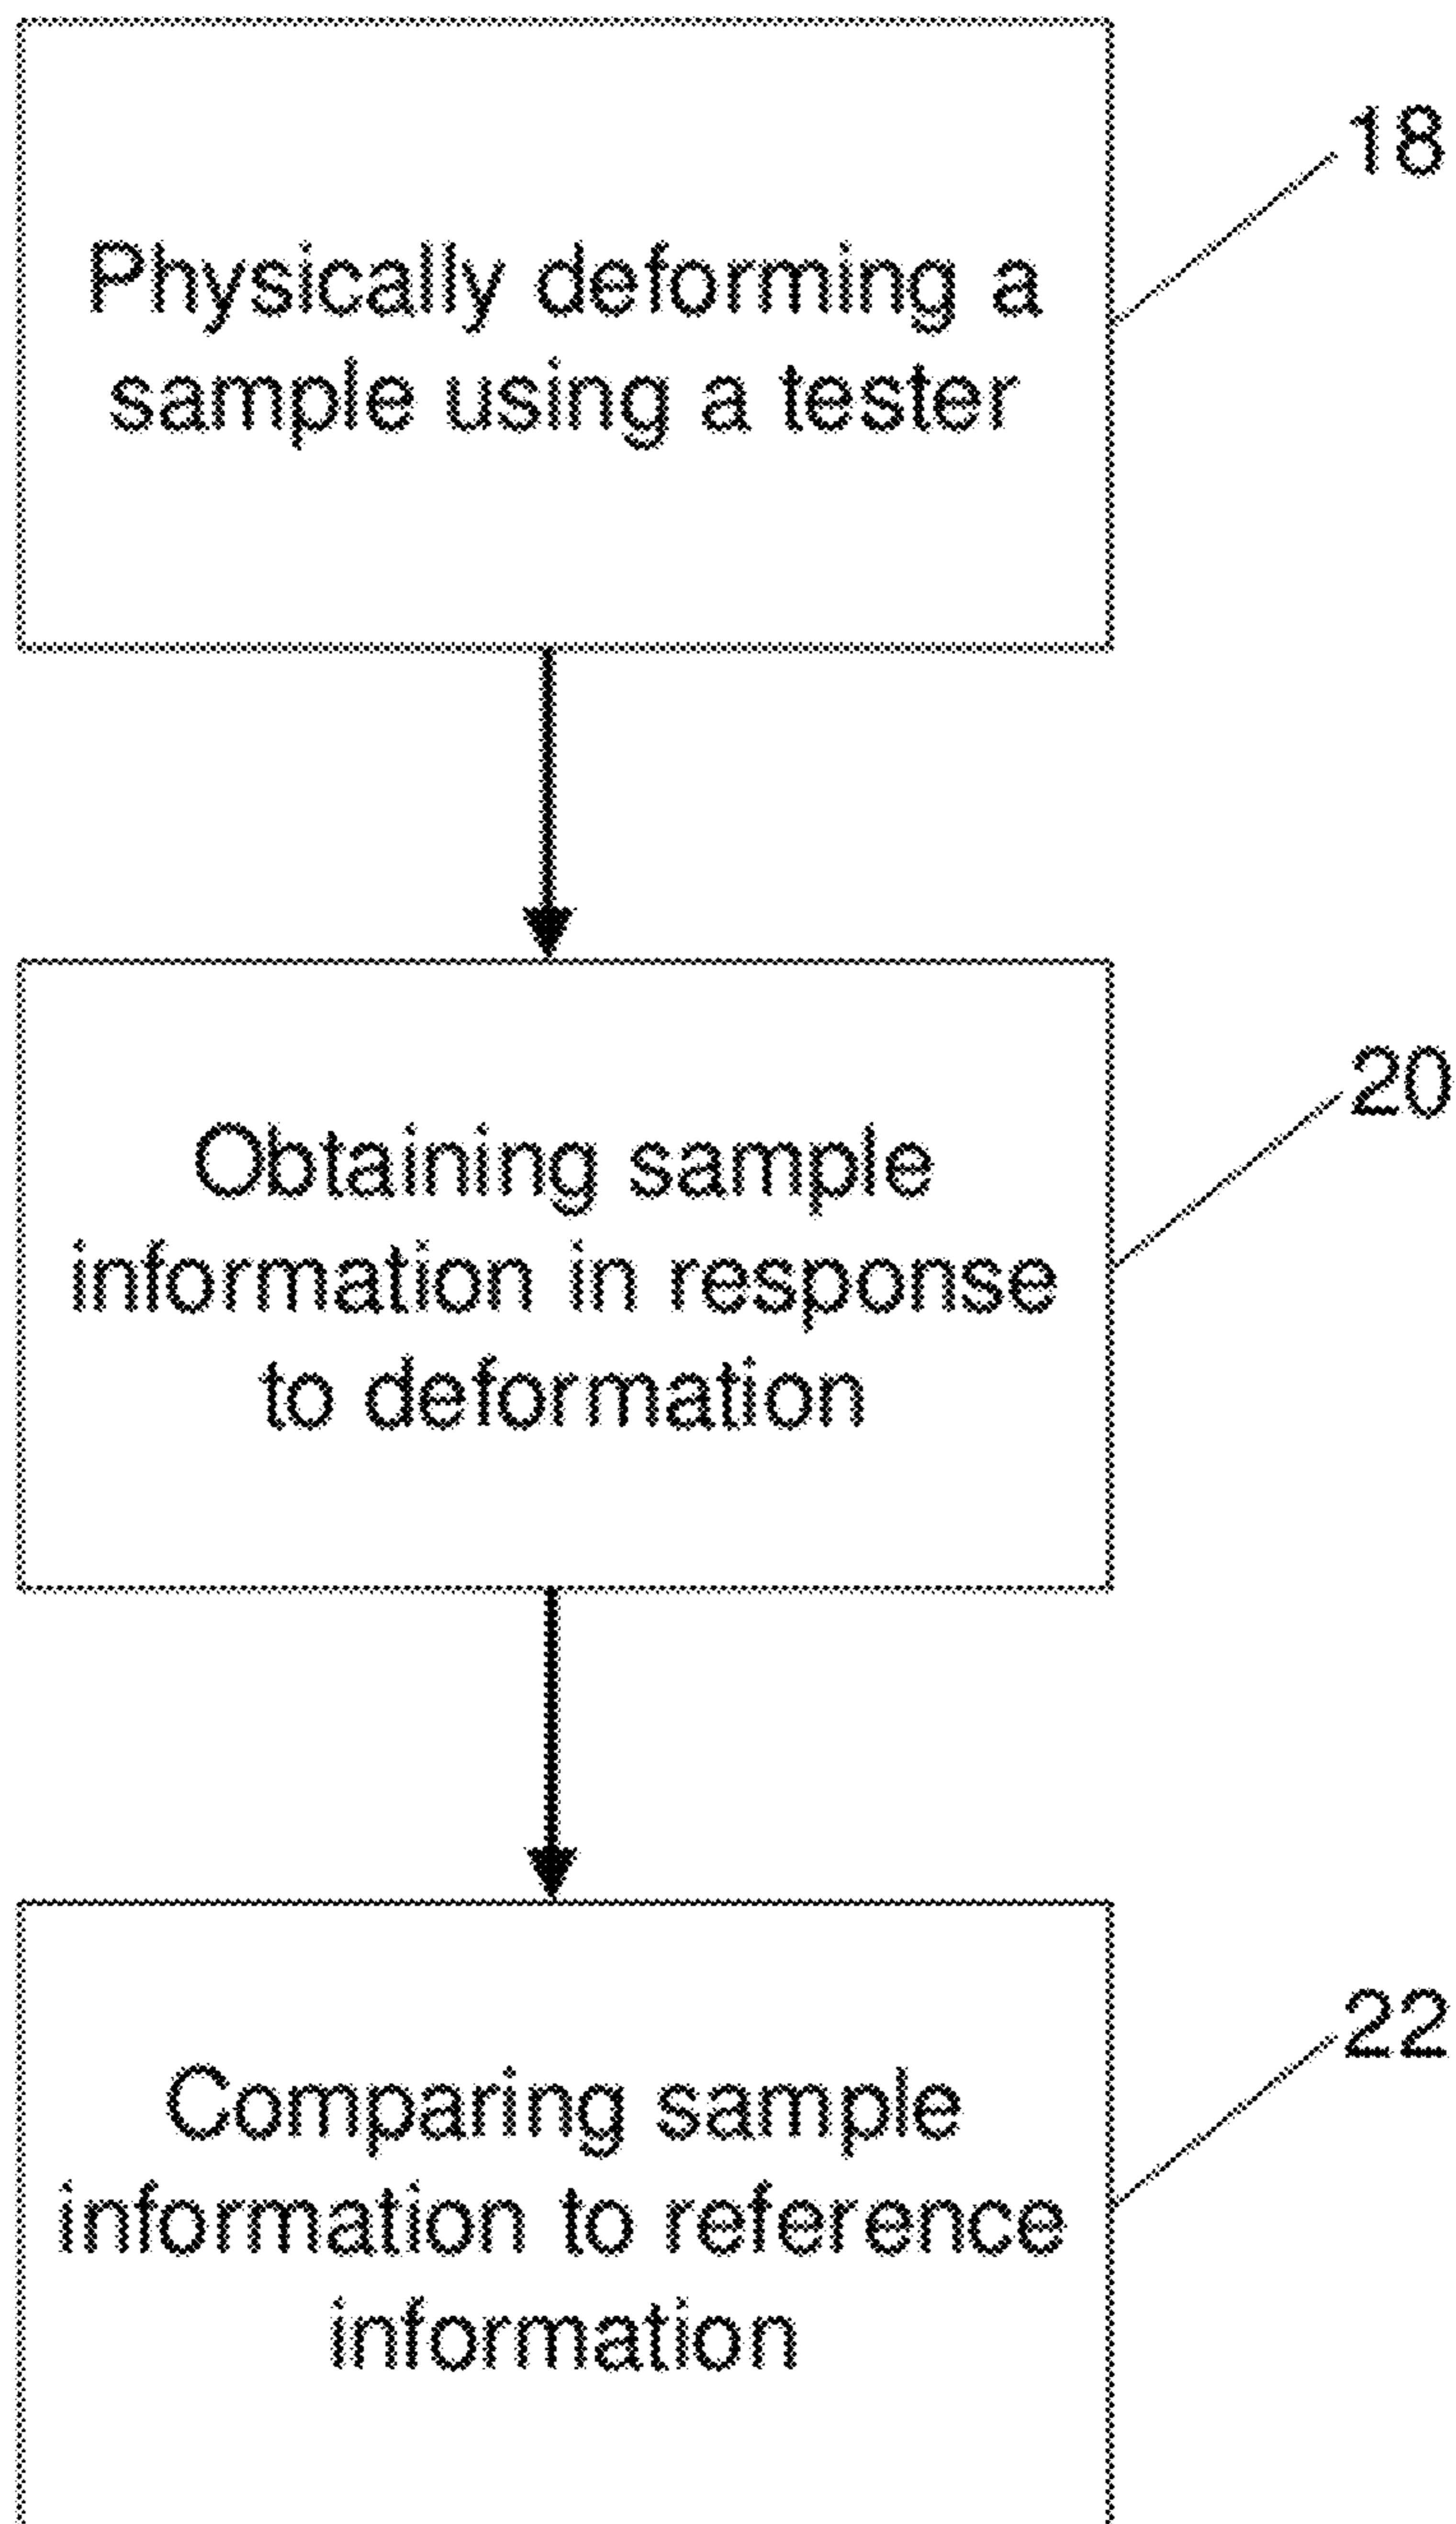 18
Physically deforming a
sample using a tester
20
Obtaining sample
information in response
to deformation
22
Comparing sample
information to reference
information